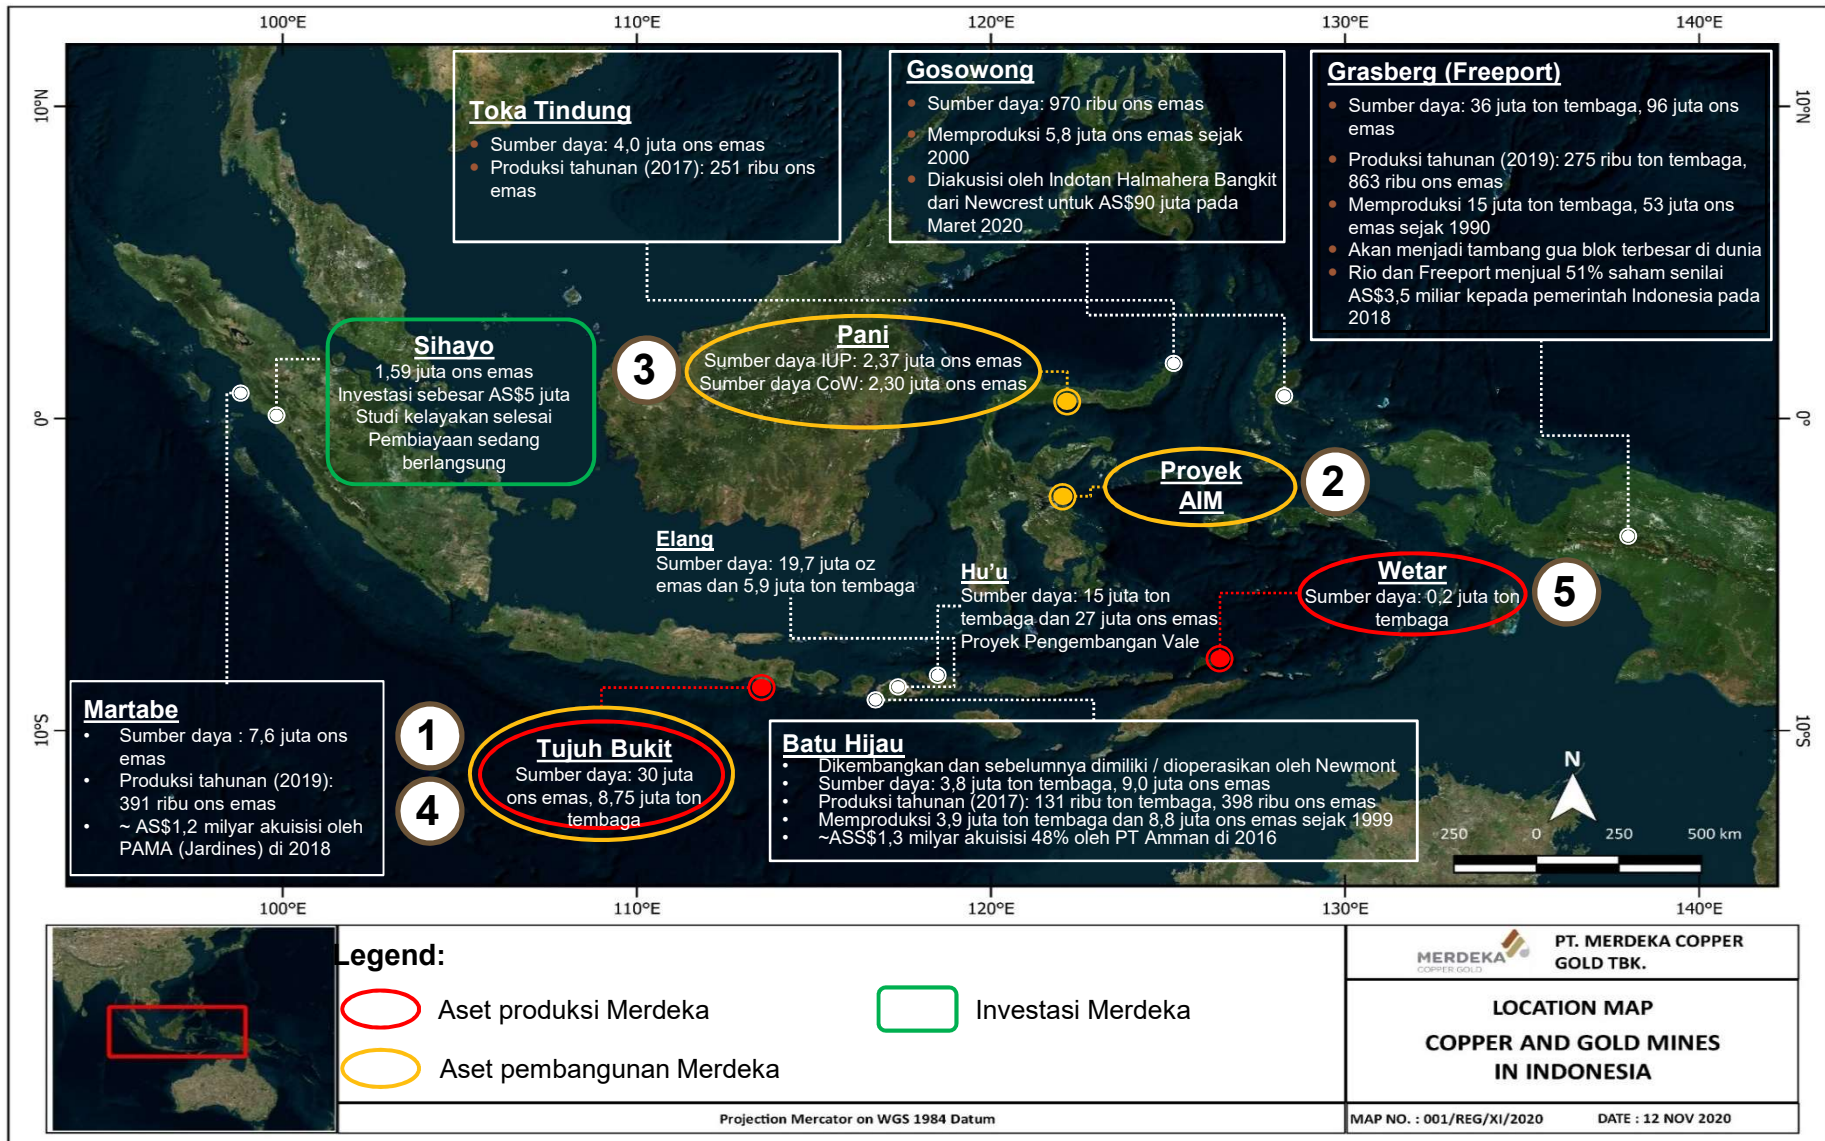 100°E
110°E
120°E
130°E
140°E
10°N
0°
10°S
10°N
0°
10°S
Toka Tindung
• Sumber daya: 4,0 juta ons emas
• Produksi tahunan (2017): 251 ribu ons
emas
Gosowong
• Sumber daya: 970 ribu ons emas
• Memproduksi 5,8 juta ons emas sejak
2000
• Diakusisi oleh Indotan Halmahera Bangkit
dari Newcrest untuk AS$90 juta pada
Maret 2020
Grasberg (Freeport)
• Sumber daya: 36 juta ton tembaga, 96 juta ons
emas
• Produksi tahunan (2019): 275 ribu ton tembaga,
863 ribu ons emas
• Memproduksi 15 juta ton tembaga, 53 juta ons
emas sejak 1990
• Akan menjadi tambang gua blok terbesar di dunia
• Rio dan Freeport menjual 51% saham senilai
AS$3,5 miliar kepada pemerintah Indonesia pada
2018
Sihayo
1,59 juta ons emas
Investasi sebesar AS$5 juta
Studi kelayakan selesai
Pembiayaan sedang
berlangsung
3
Pani
Sumber daya IUP: 2,37 juta ons emas
Sumber daya CoW: 2,30 juta ons emas
Proyek
AIM
2
Elang
Sumber daya: 19,7 juta oz
emas dan 5,9 juta ton tembaga
Hu'u
Sumber daya: 15 juta ton
tembaga dan 27 juta ons emas
Proyek Pengembangan Vale
Wetar
Sumber daya: 0,2 juta ton
tembaga
5
Martabe
• Sumber daya : 7,6 juta ons
emas
• Produksi tahunan (2019):
391 ribu ons emas
• ~ AS$1,2 milyar akuisisi oleh
PAMA (Jardines) di 2018
1
4
Tujuh Bukit
Sumber daya: 30 juta
ons emas, 8,75 juta ton
tembaga
Batu Hijau
• Dikembangkan dan sebelumnya dimiliki / dioperasikan oleh Newmont
• Sumber daya: 3,8 juta ton tembaga, 9,0 juta ons emas
• Produksi tahunan (2017): 131 ribu ton tembaga, 398 ribu ons emas
• Memproduksi 3,9 juta ton tembaga dan 8,8 juta ons emas sejak 1999
• ~ASS$1,3 milyar akuisisi 48% oleh PT Amman di 2016
N
250 0 250 500 km
100°E
110°E
120°E
130°E
140°E
Legend:
Aset produksi Merdeka
Investasi Merdeka
Aset pembangunan Merdeka
Projection Mercator on WGS 1984 Datum
MERDEKA
COPPER GOLD
PT. MERDEKA COPPER
GOLD TBK.
LOCATION MAP
COPPER AND GOLD MINES
IN INDONESIA
MAP NO. : 001/REG/XI/2020
DATE : 12 NOV 2020